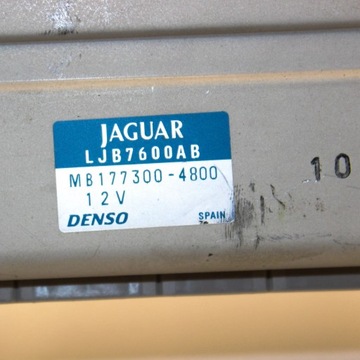 JAGUAR
LJB7600AB
MB177300-4800
12V
DENSO SPAIN
10